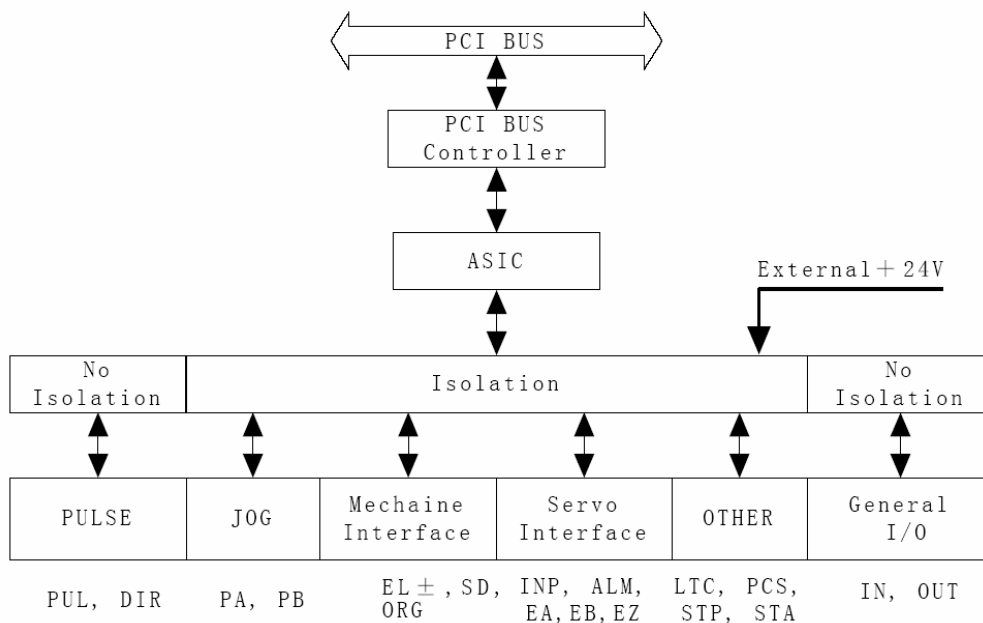 PCI BUS
PCI BUS
Controller
ASIC
External+24V
No
Isolation
Isolation
No
Isolation
PULSE
JOG
Mechaine
Interface
Servo
Interface
OTHER
General
I/O
PUL, DIR
PA, PB
EL±,SD,
ORG
INP, ALM,
EA,EB,EZ
LTC, PCS,
STP, STA
IN, OUT